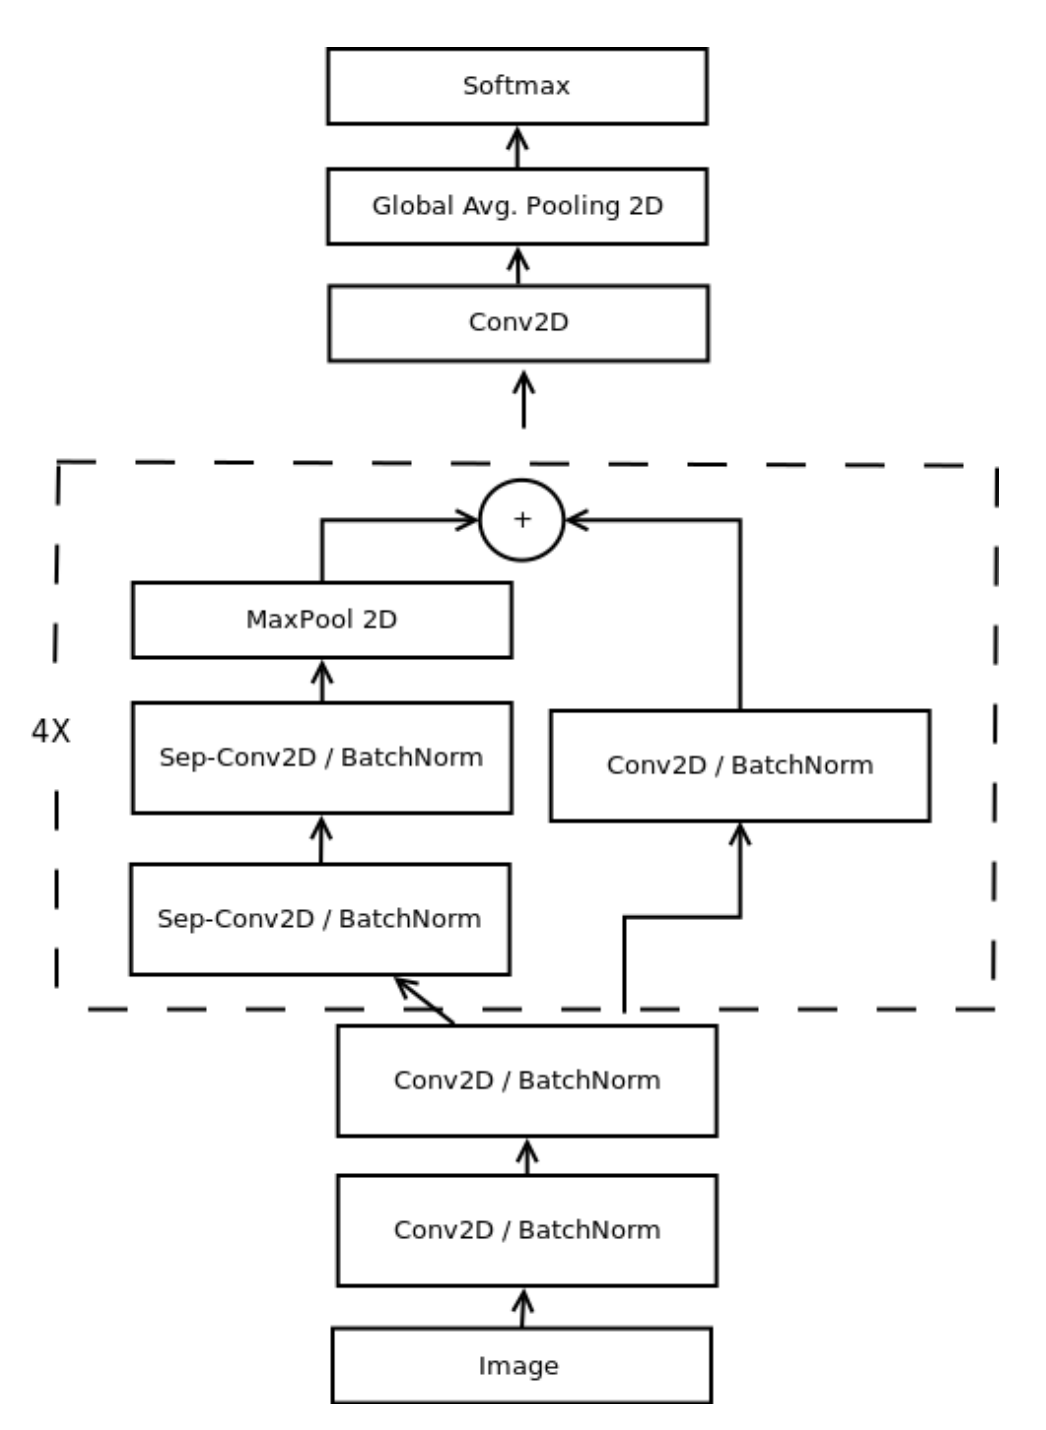 Softmax
Global Avg. Pooling 2D
Conv2D
+
MaxPool 2D
4X
Sep-Conv2D / BatchNorm
Conv2D / BatchNorm
Sep-Conv2D / BatchNorm
Conv2D / BatchNorm
Conv2D / BatchNorm
Image